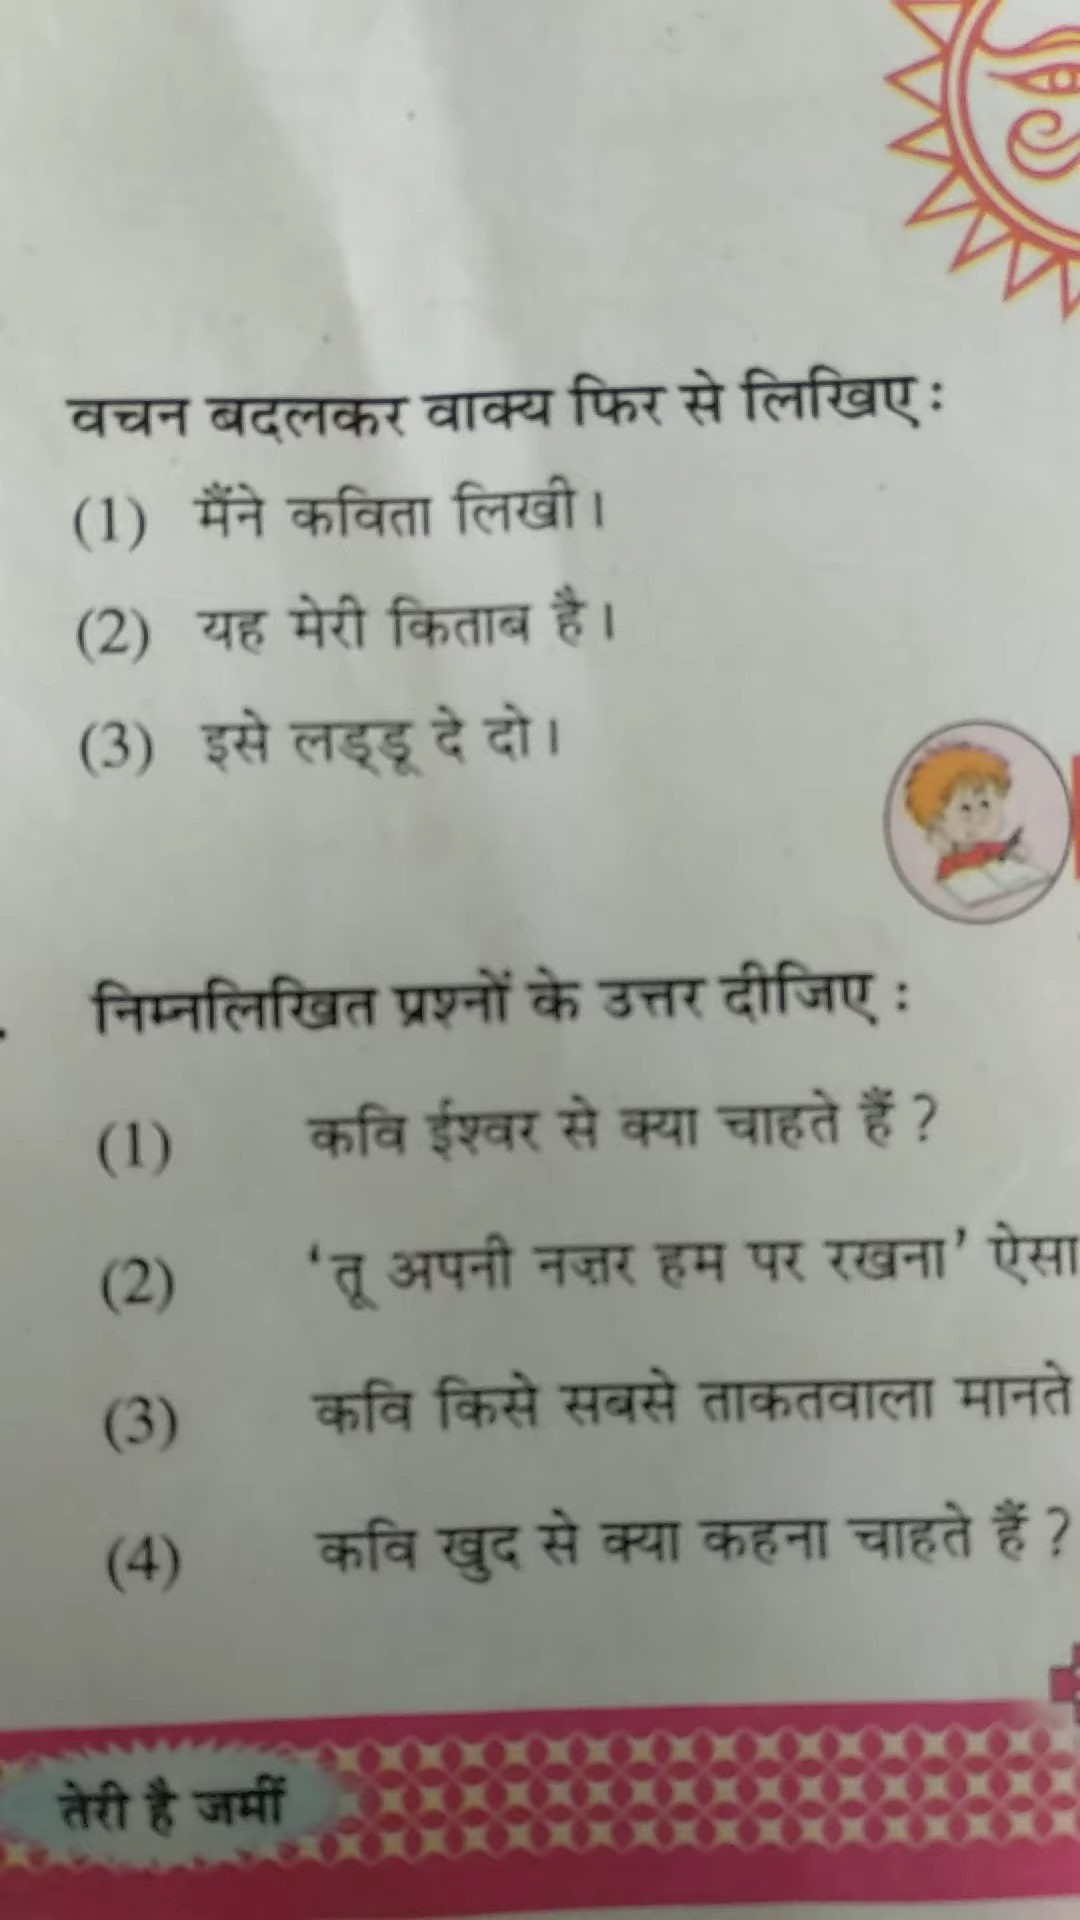 वचन बदलकर वाक्य फिर से लिखिए :
(1) मैंने कविता लिखी।
(2) यह मेरी किताब है।
(3) इसे लड्डू दे दो।
निम्नलिखित प्रश्नों के उत्तर दीजिए :
(1) कवि ईश्वर से क्या चाहते हैं ?
(2) ‘तू अपनी नज़र हम पर रखना’ ऐसा
(3) कवि किसे सबसे ताकतवाला मानते
(4) कवि खुद से क्या कहना चाहते हैं ?
तेरी है जमीं